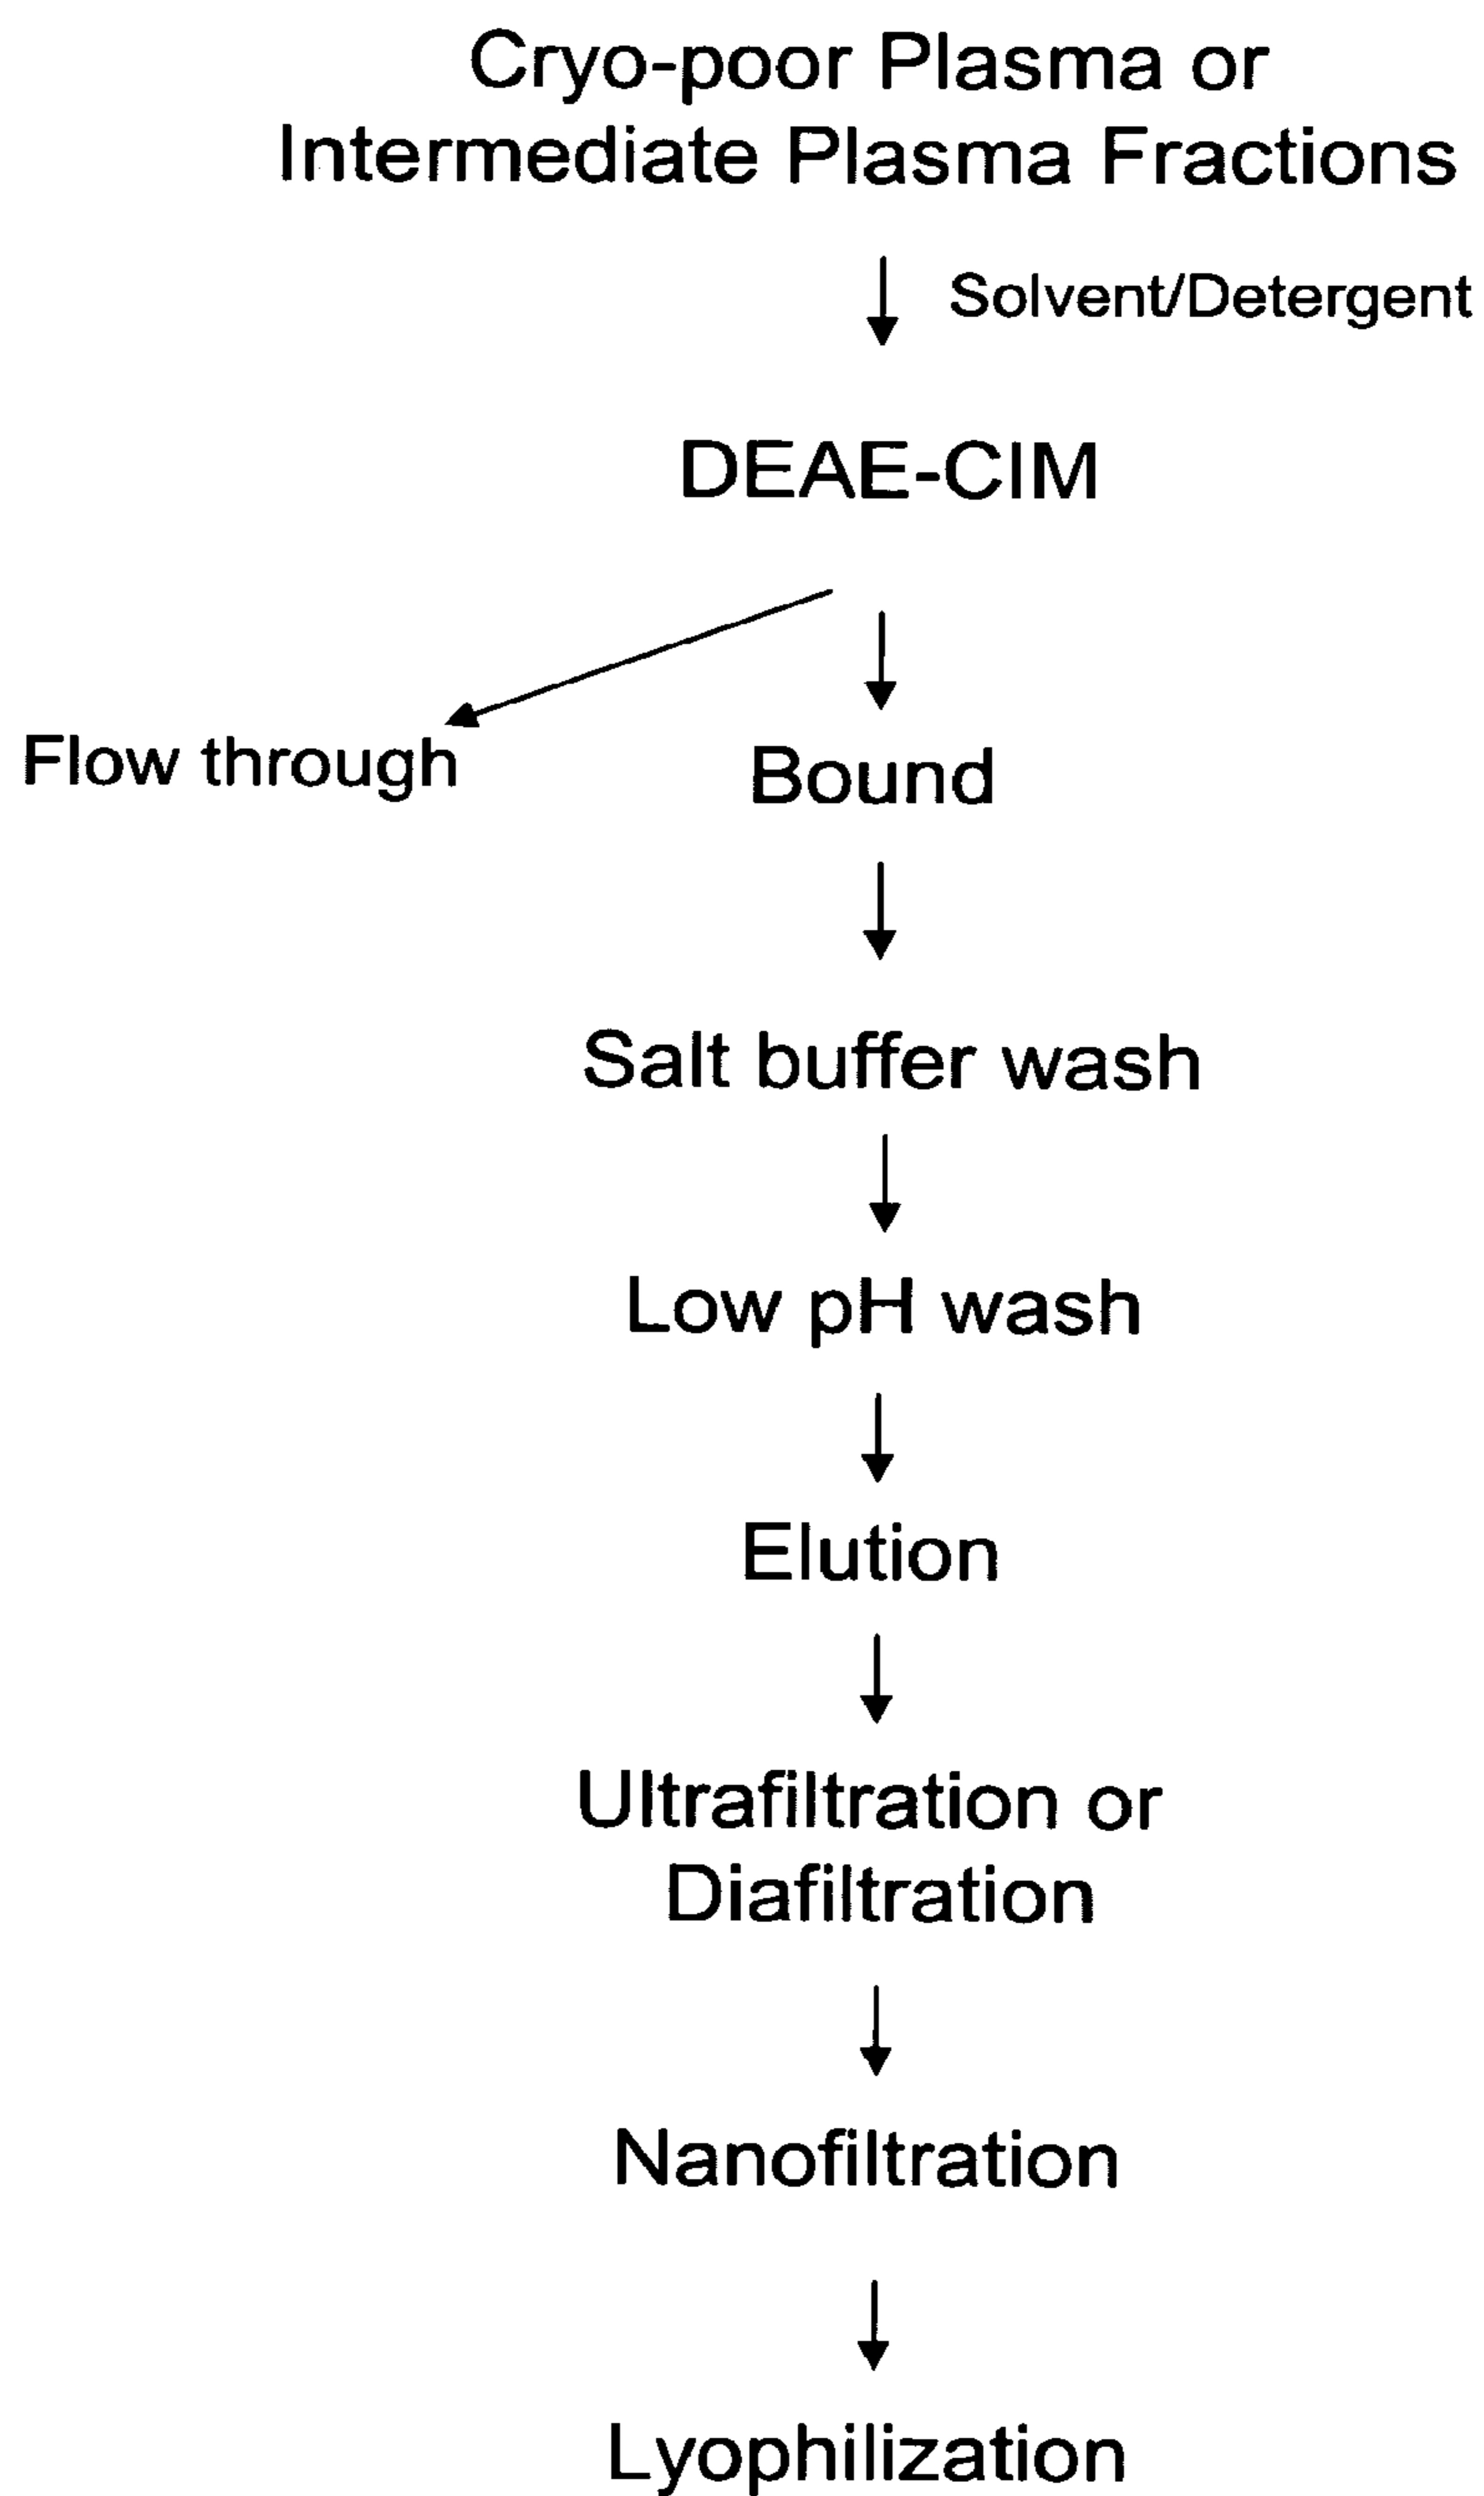 Cryo-poor Plasma or
Intermediate Plasma Fractions
Solvent/Detergent
DEAE-CIM
Flow through
Bound
Salt buffer wash
Low pH wash
Elution
Ultrafiltration or
Diafiltration
Nanofiltration
Lyophilization